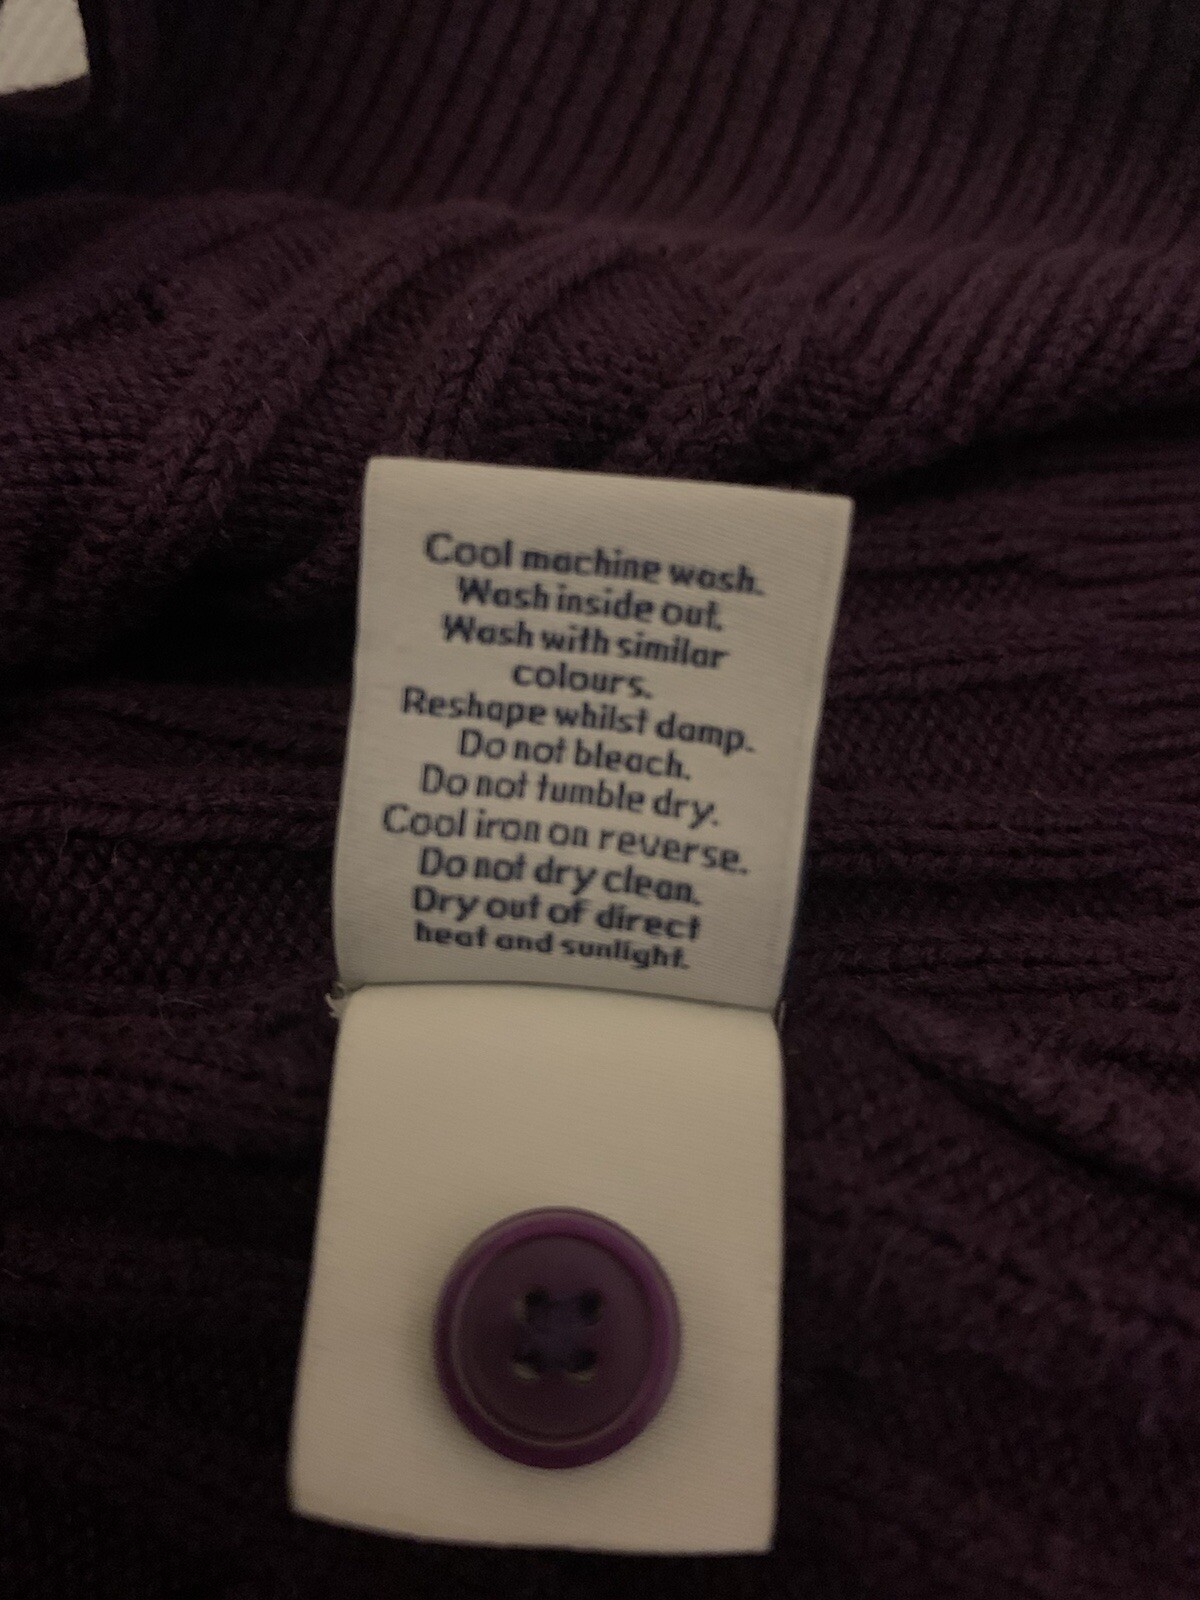 Cool machine wash.
Wash inside out.
Wash with similar
colours.
Reshape whilst damp.
Do not bleach.
Do not tumble dry.
Cool iron on reverse.
Do not dry clean.
Dry out of direct
heat and sunlight.